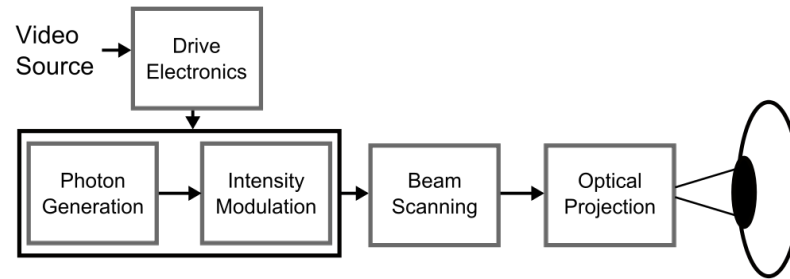 Video
Source
Drive
Electronics
Photon
Generation
Intensity
Modulation
Beam
Scanning
Optical
Projection